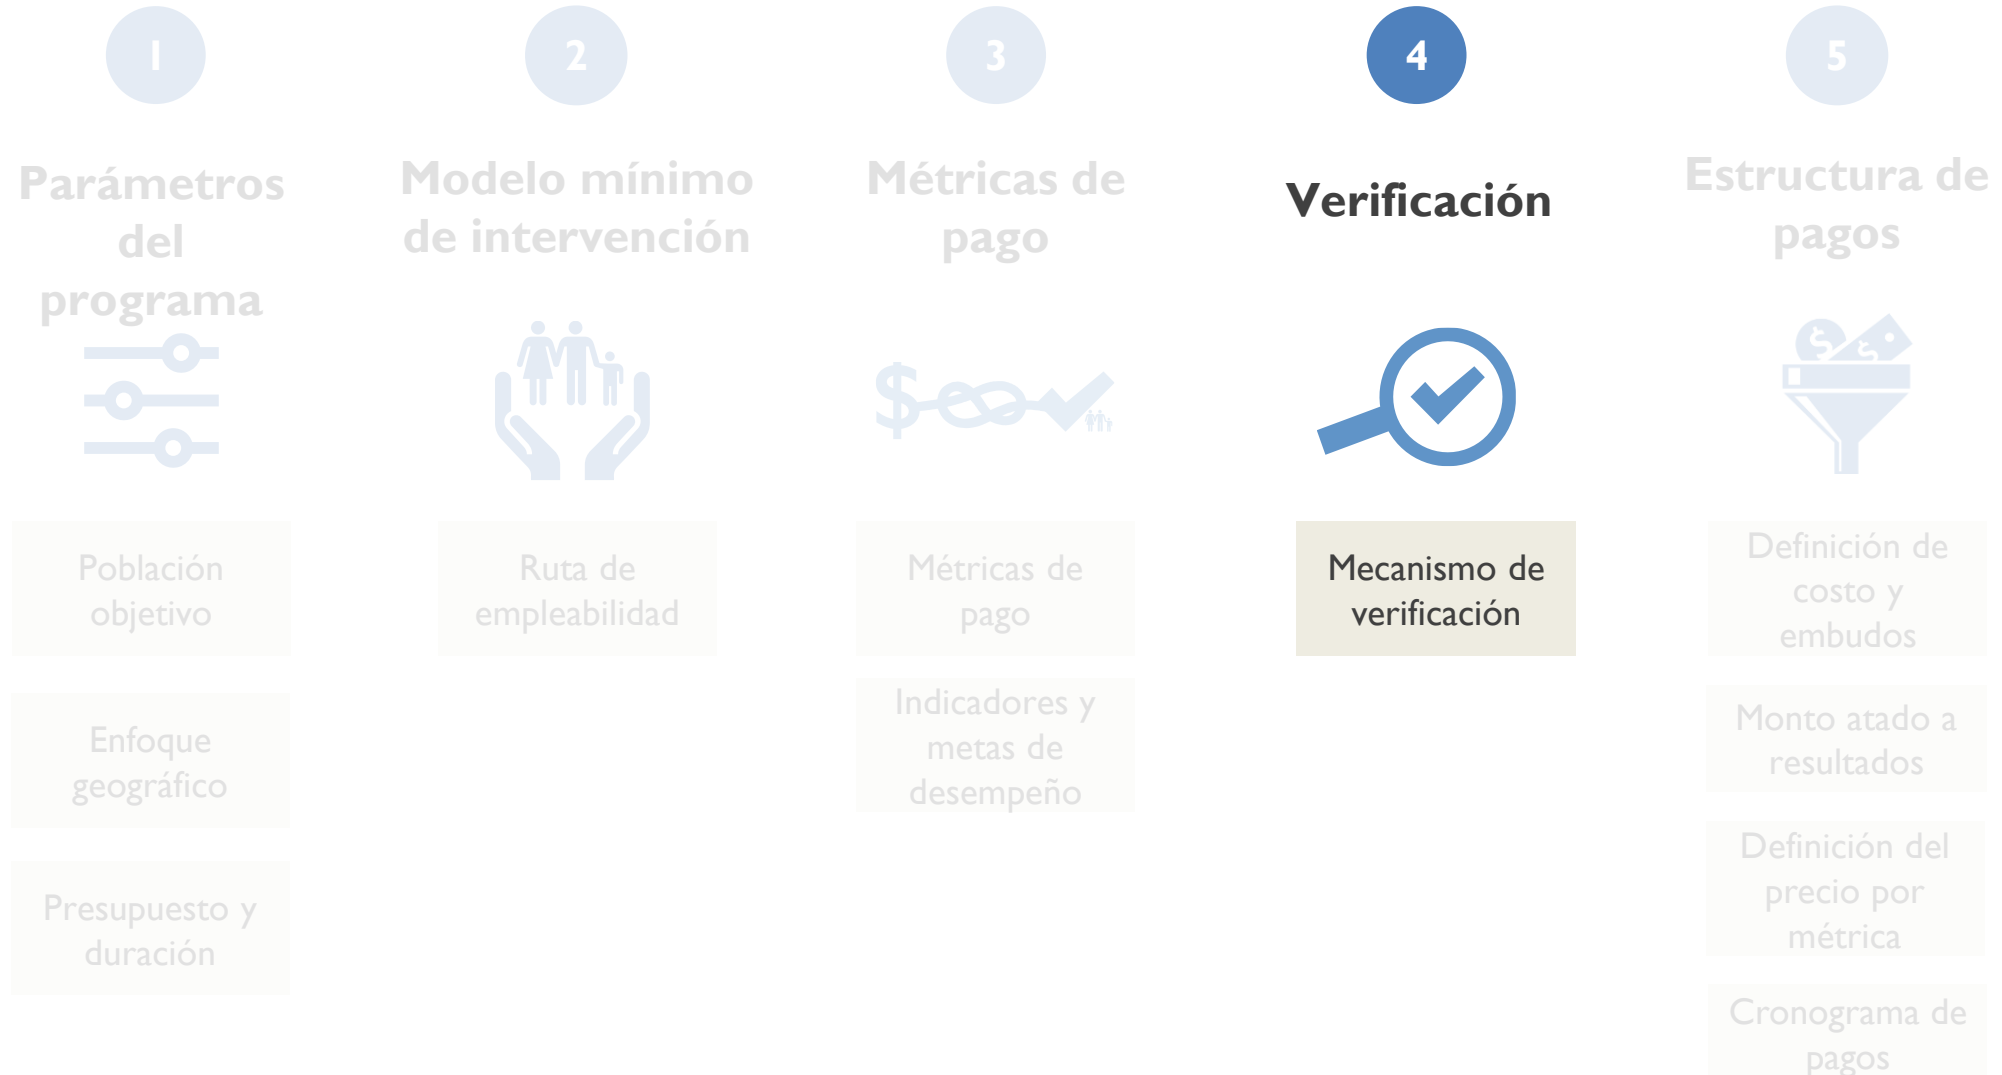 1
Parámetros
del
programa
Población
objetivo
Enfoque
geográfico
Presupuesto y
duración
2
Modelo mínimo
de intervención
Ruta de
empleabilidad
3
Métricas de
pago
$
Métricas de
pago
Indicadores y
metas de
desempeño
4
Verificación
Mecanismo de
verificación
5
Estructura de
pagos
$
$
Definición de
costo y
embudos
Monto atado a
resultados
Definición del
precio por
métrica
Cronograma de
pagos